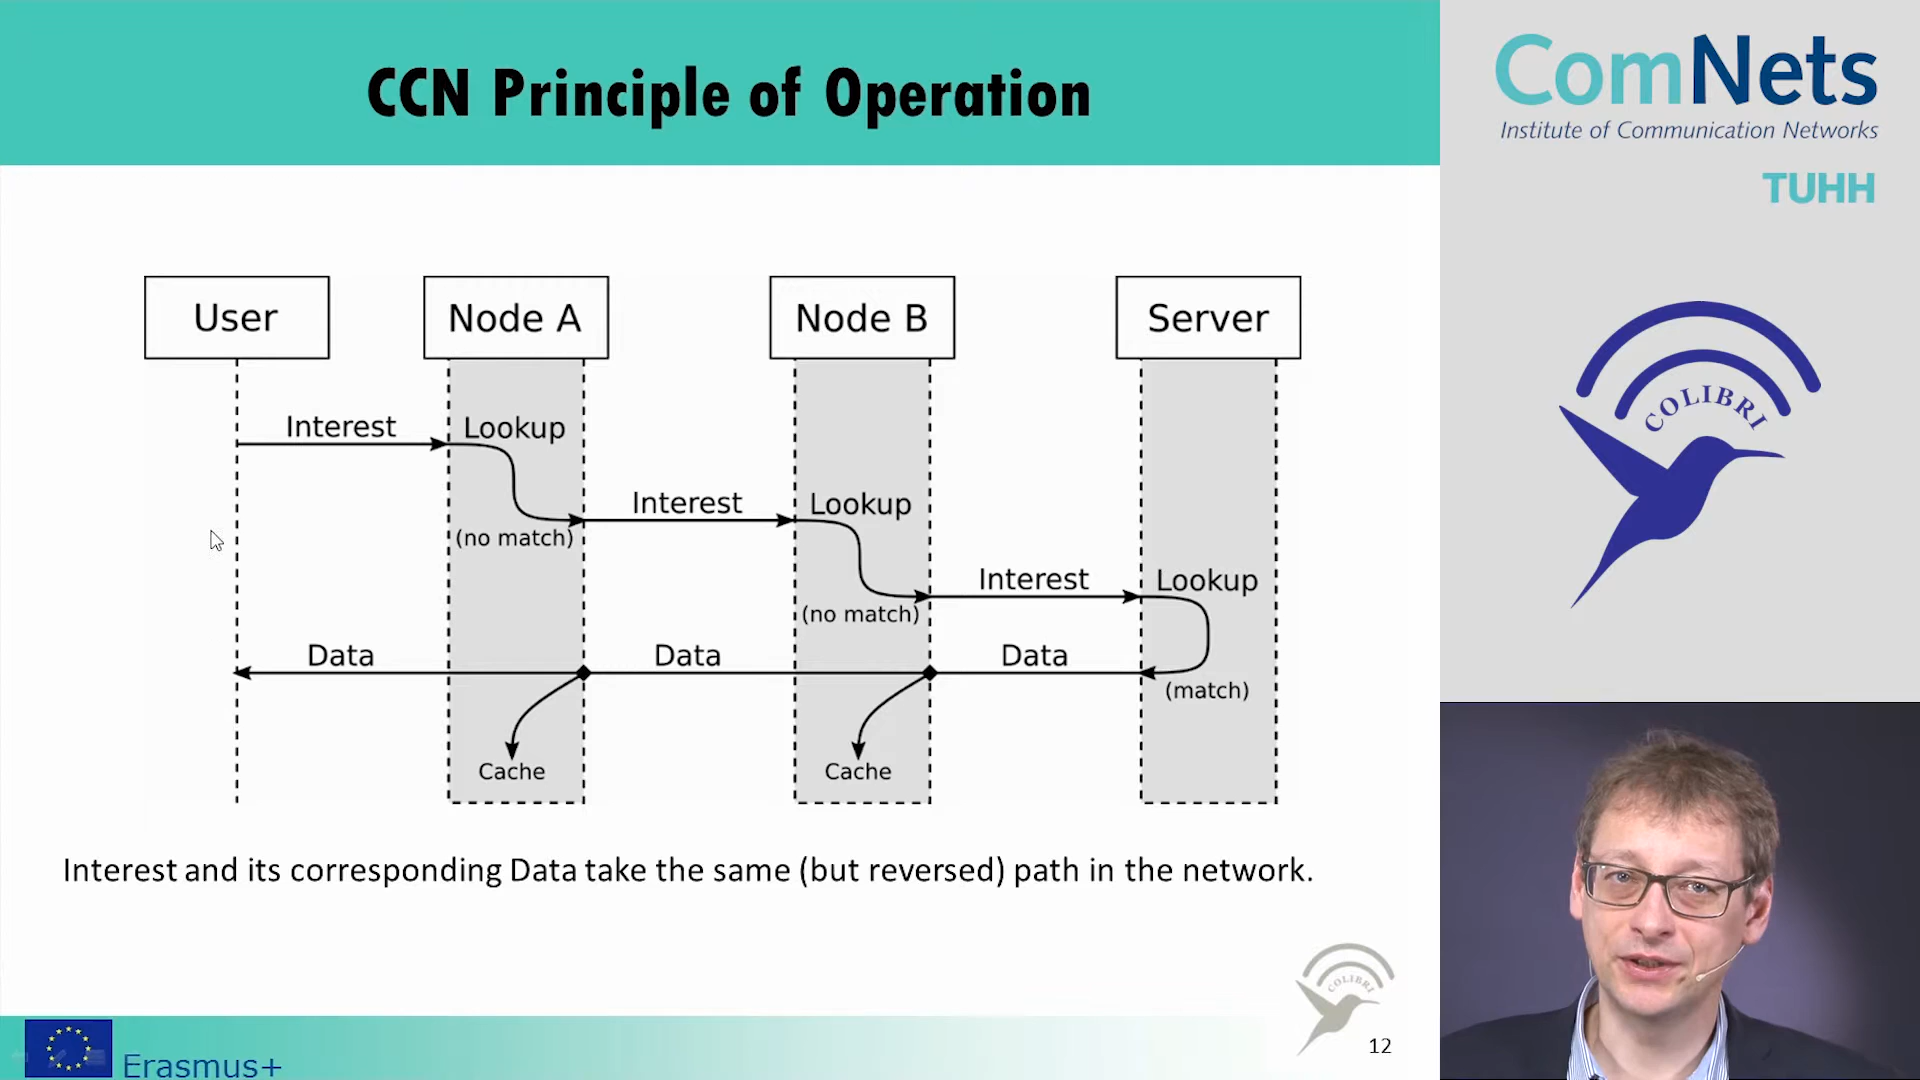 CCN Principle of Operation
ComNets
Institute of Communication Networks
TUHH
User
Node A
Node B
Server
COLIBRI
Interest
Lookup
Interest
Lookup
(no match)
Interest
Lookup
(no match)
Data
Data
Data
(match)
Cache
Cache
Interest and its corresponding Data take the same (but reversed) path in the network.
COLIBRI
Erasmus+
12